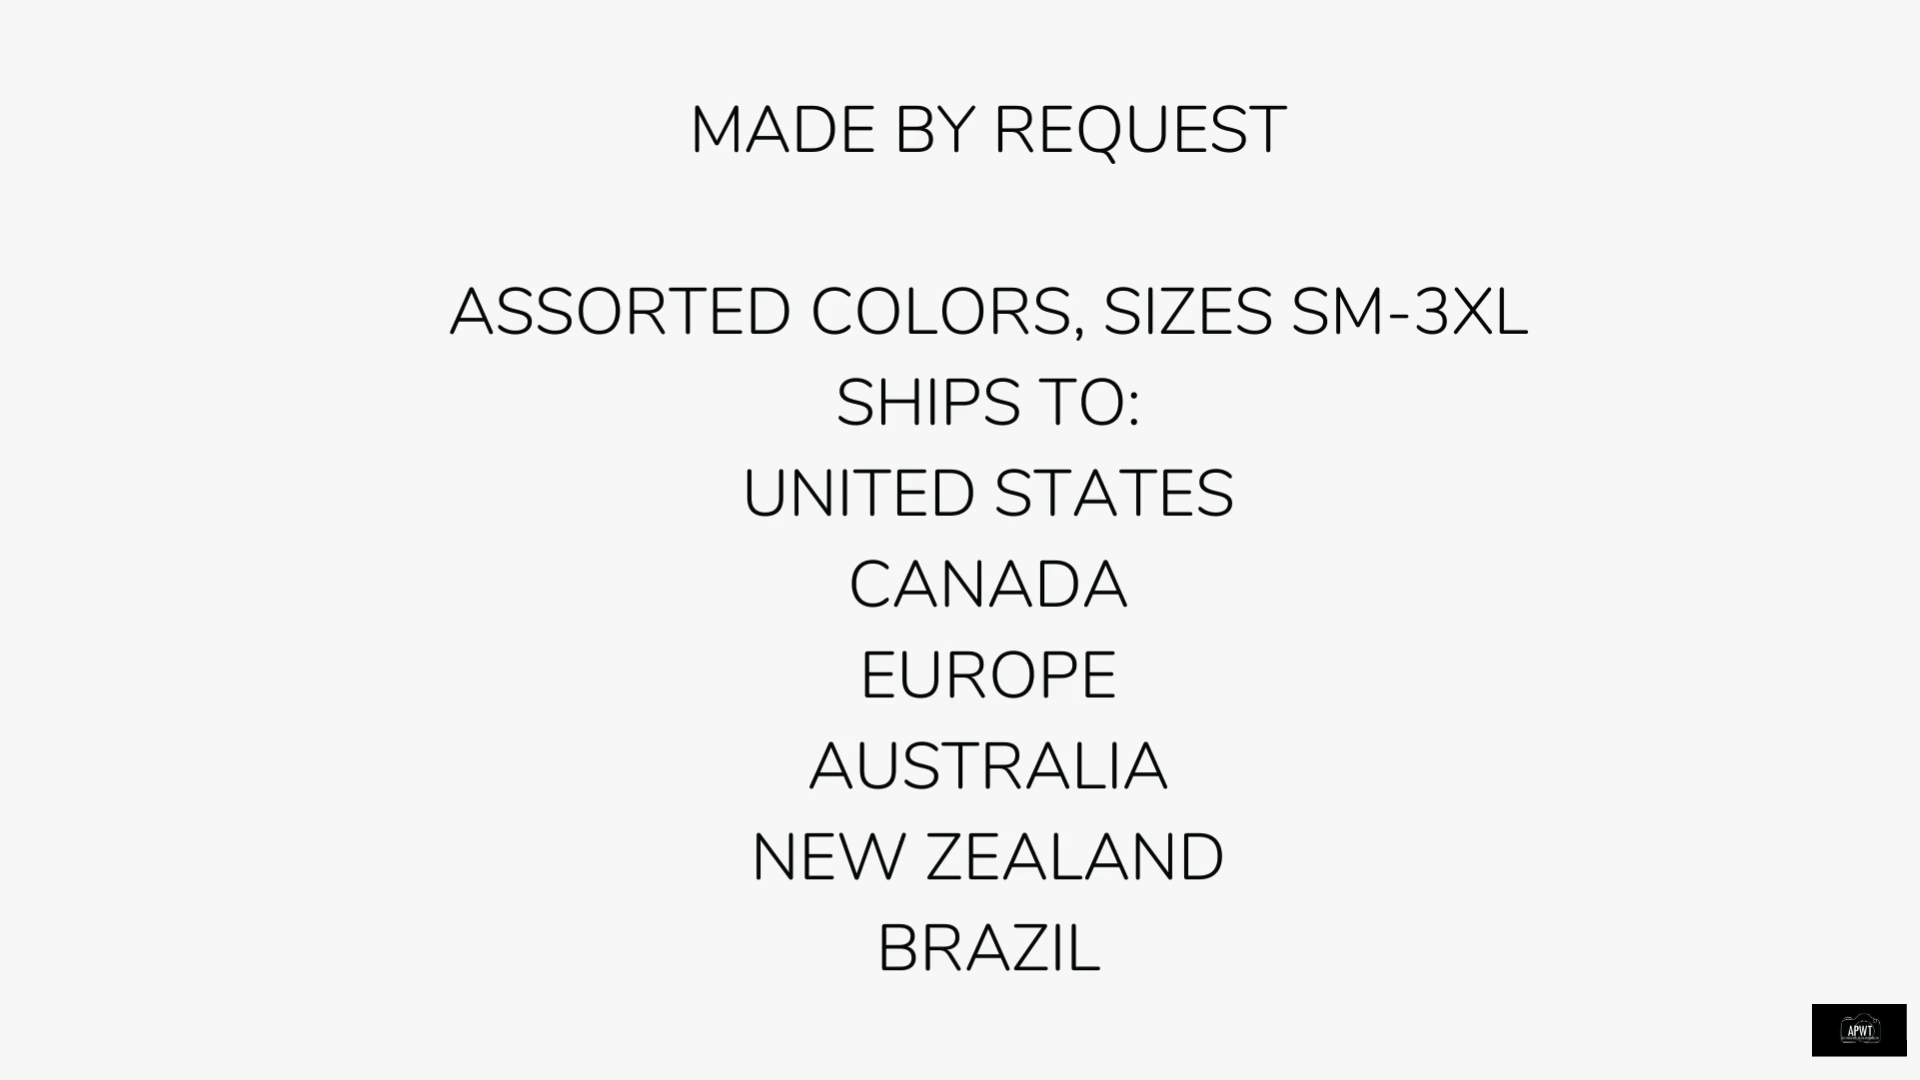 MADE BY REQUEST
ASSORTED COLORS, SIZES SM-3XL
SHIPS TO:
UNITED STATES
CANADA
EUROPE
AUSTRALIA
NEW ZEALAND
BRAZIL
APWT